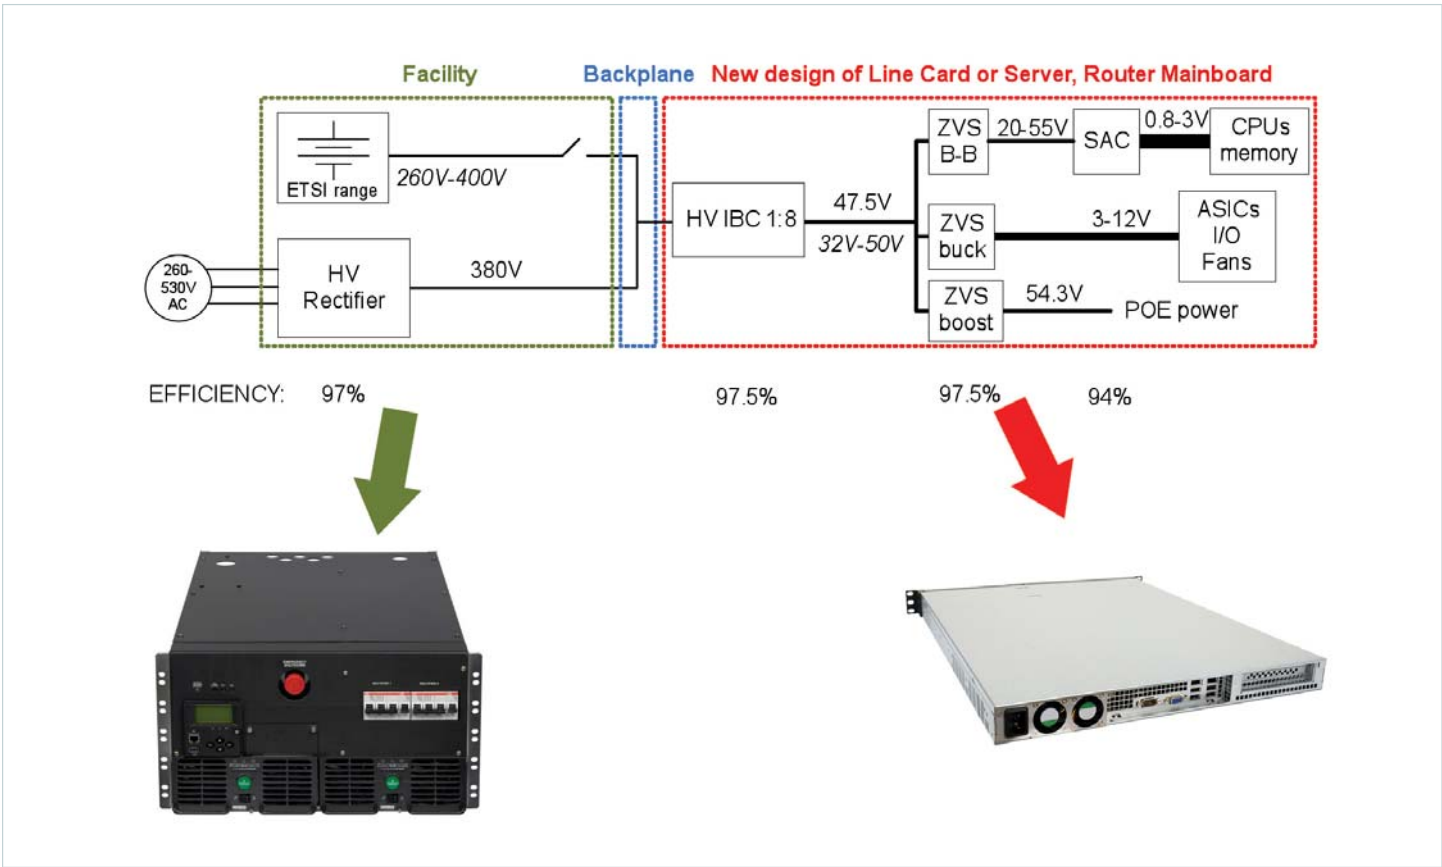 Facility
Backplane
New design of Line Card or Server, Router Mainboard
ETSI range
260V-400V
260-
530V
AC
HV
Rectifier
380V
HV IBC 1:8
47.5V
32V-50V
ZVS
B-B
20-55V
SAC
0.8-3V
CPUs
memory
ZVS
buck
3-12V
ASICs
I/O
Fans
ZVS
boost
54.3V
POE power
EFFICIENCY:
97%
97.5%
97.5%
94%